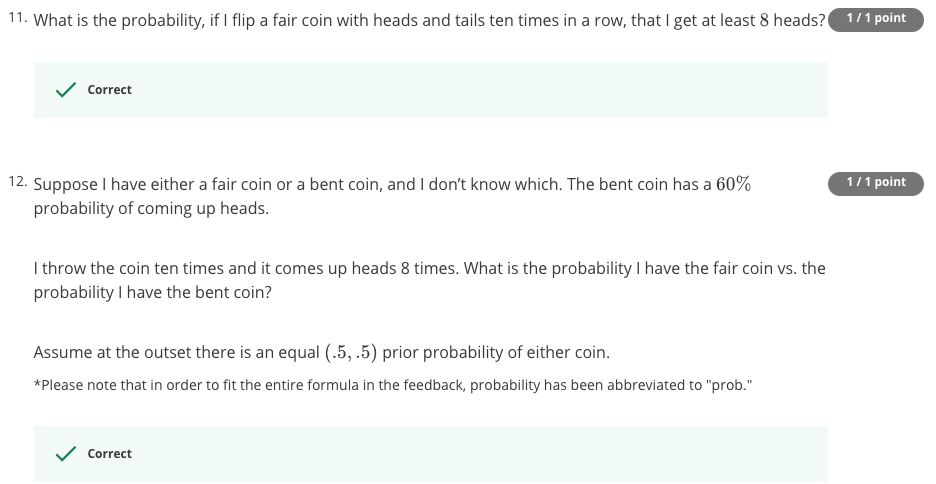 11. What is the probability, if I flip a fair coin with heads and tails ten times in a row, that I get at least 8 heads? 1 / 1 point
Correct
12. Suppose I have either a fair coin or a bent coin, and I don’t know which. The bent coin has a 60% 1 / 1 point
probability of coming up heads.
I throw the coin ten times and it comes up heads 8 times. What is the probability I have the fair coin vs. the
probability I have the bent coin?
Assume at the outset there is an equal (.5, .5) prior probability of either coin.
*Please note that in order to fit the entire formula in the feedback, probability has been abbreviated to "prob."
Correct